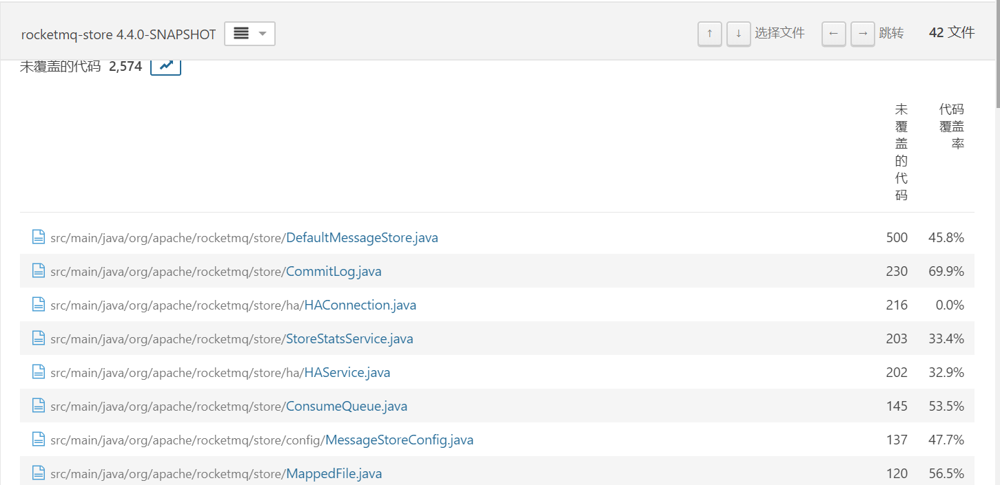 rocketmq-store 4.4.0-SNAPSHOT ↑ ↓ 选择文件 ← → 跳转 42 文件
未覆盖的代码 2,574
未覆盖的代码 代码覆盖率
src/main/java/org/apache/rocketmq/store/DefaultMessageStore.java 500 45.8%
src/main/java/org/apache/rocketmq/store/CommitLog.java 230 69.9%
src/main/java/org/apache/rocketmq/store/ha/HAConnection.java 216 0.0%
src/main/java/org/apache/rocketmq/store/StoreStatsService.java 203 33.4%
src/main/java/org/apache/rocketmq/store/ha/HAService.java 202 32.9%
src/main/java/org/apache/rocketmq/store/ConsumeQueue.java 145 53.5%
src/main/java/org/apache/rocketmq/store/config/MessageStoreConfig.java 137 47.7%
src/main/java/org/apache/rocketmq/store/MappedFile.java 120 56.5%